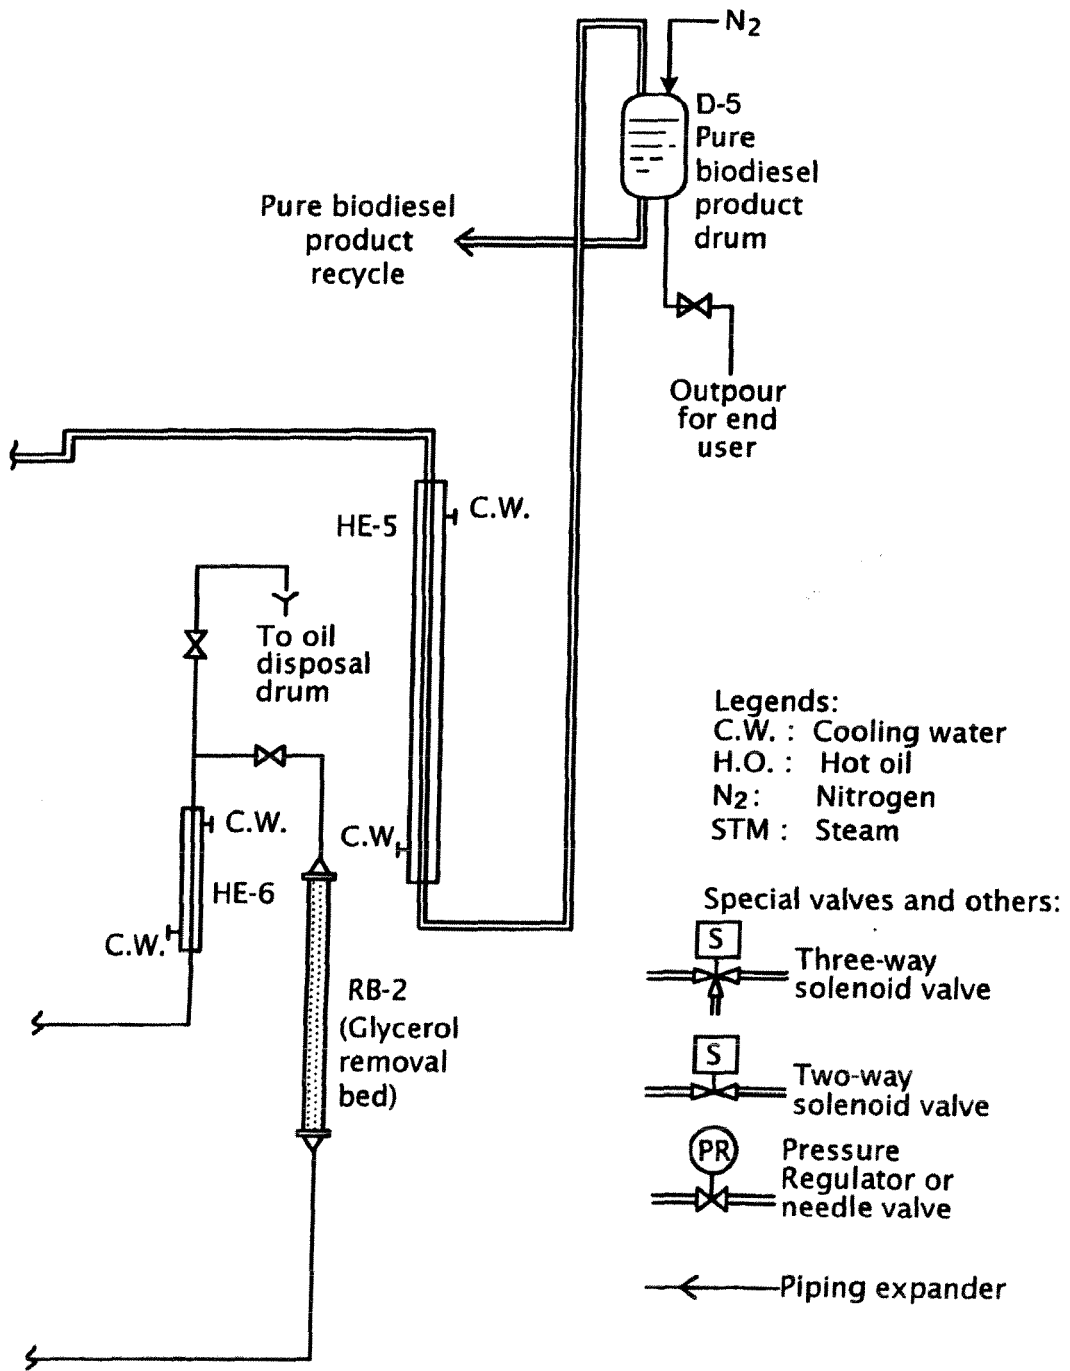 N2
D-5
Pure
biodiesel
product
drum
Pure biodiesel
product
recycle
Outpour
for end
user
HE-5
C.W.
To oil
disposal
drum
C.W.
C.W.
HE-6
C.W.
RB-2
(Glycerol
removal
bed)
Legends:
C.W. : Cooling water
H.O. : Hot oil
N2 : Nitrogen
STM : Steam
Special valves and others:
S
Three-way
solenoid valve
S
Two-way
solenoid valve
PR
Pressure
Regulator or
needle valve
Piping expander